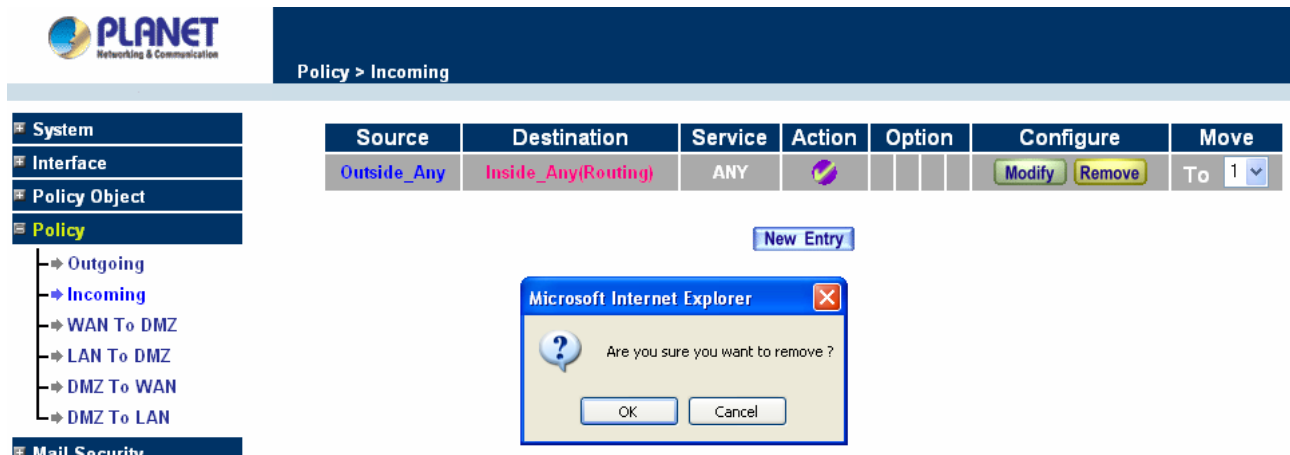 PLANET
Networking & Communication
Policy > Incoming
System
Interface
Policy Object
Policy
Outgoing
Incoming
WAN To DMZ
LAN To DMZ
DMZ To WAN
DMZ To LAN
Mail Security
Source Destination Service Action Option Configure Move
Outside_Any Inside_Any(Routing) ANY Modify Remove To 1
New Entry
Microsoft Internet Explorer
Are you sure you want to remove ?
OK Cancel